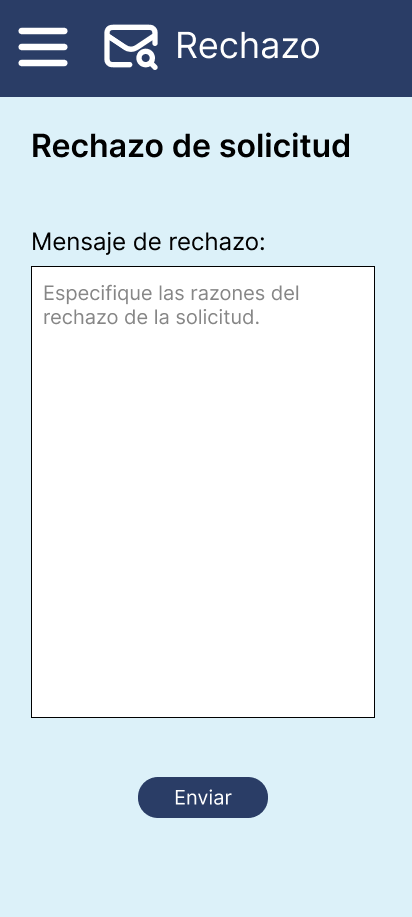 Rechazo
Rechazo de solicitud
Mensaje de rechazo:
Especifique las razones del
rechazo de la solicitud.
Enviar